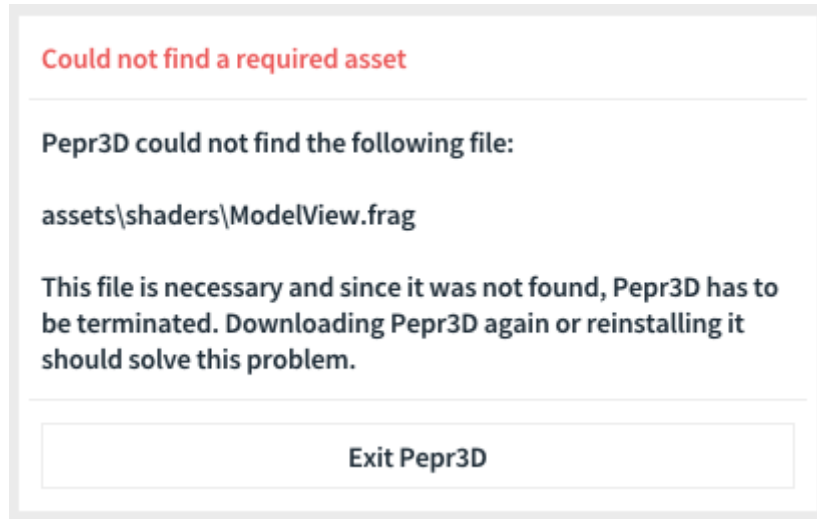 Could not find a required asset
Pepr3D could not find the following file:
assets\shaders\ModelView.frag
This file is necessary and since it was not found, Pepr3D has to
be terminated. Downloading Pepr3D again or reinstalling it
should solve this problem.
Exit Pepr3D